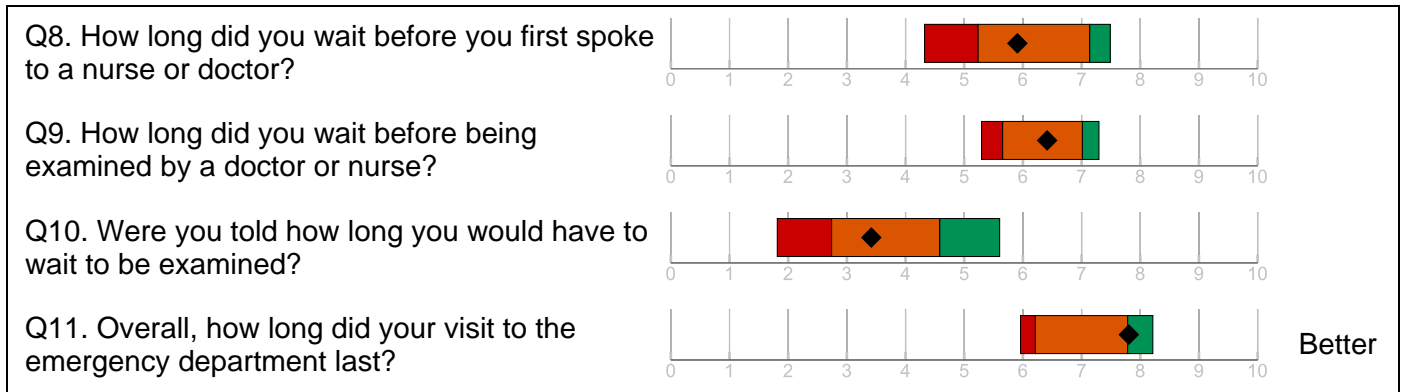 Q8. How long did you wait before you first spoke
to a nurse or doctor?
0 1 2 3 4 5 6 7 8 9 10
Q9. How long did you wait before being
examined by a doctor or nurse?
0 1 2 3 4 5 6 7 8 9 10
Q10. Were you told how long you would have to
wait to be examined?
0 1 2 3 4 5 6 7 8 9 10
Q11. Overall, how long did your visit to the
emergency department last?
Better
0 1 2 3 4 5 6 7 8 9 10